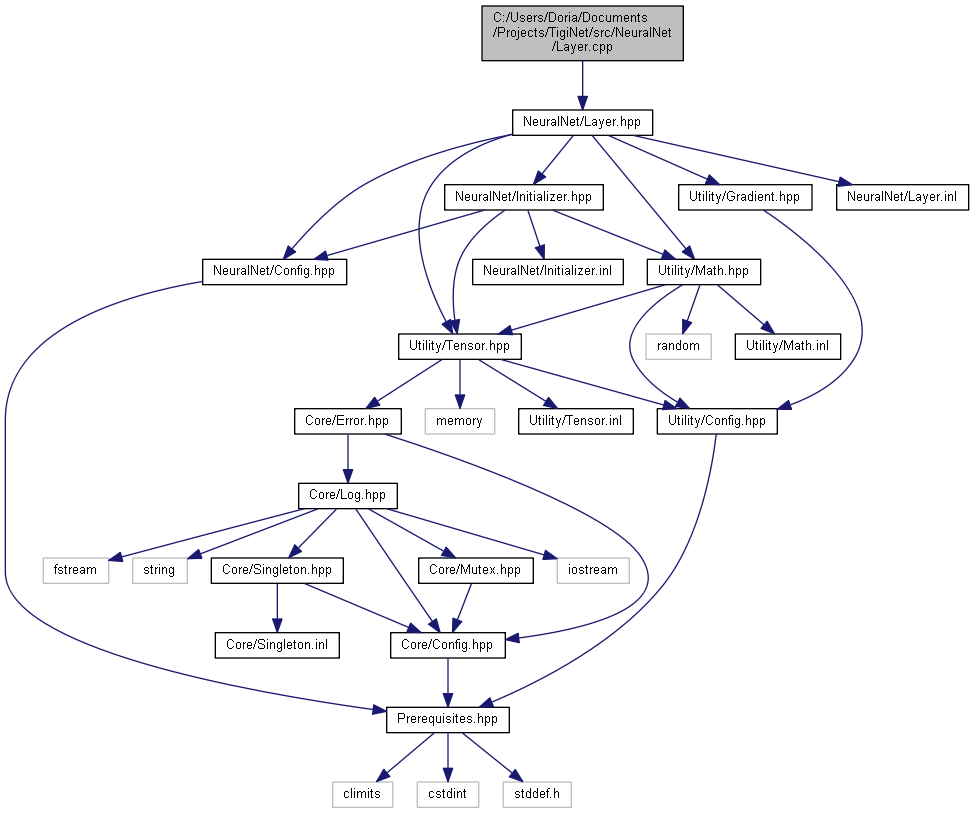 C:/Users/Doria/Documents
/Projects/TigiNet/src/NeuralNet
/Layer.cpp
NeuralNet/Layer.hpp
NeuralNet/Initializer.hpp
Utility/Gradient.hpp
NeuralNet/Layer.inl
NeuralNet/Config.hpp
NeuralNet/Initializer.inl
Utility/Math.hpp
Utility/Tensor.hpp
random
Utility/Math.inl
Core/Error.hpp
memory
Utility/Tensor.inl
Utility/Config.hpp
Core/Log.hpp
fstream
string
Core/Singleton.hpp
Core/Mutex.hpp
iostream
Core/Singleton.inl
Core/Config.hpp
Prerequisites.hpp
climits
cstdint
stddef.h